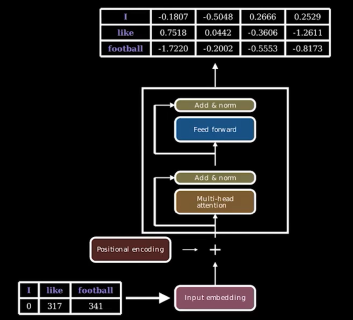 I -0.1807 -0.5048 0.2666 0.2529
like 0.7518 0.0442 -0.3606 -1.2611
football -1.7220 -0.2002 -0.5553 -0.8173
Add & norm
Feed forward
Add & norm
Multi-head
attention
Positional encoding
+
I like football
0 317 341
Input embedding